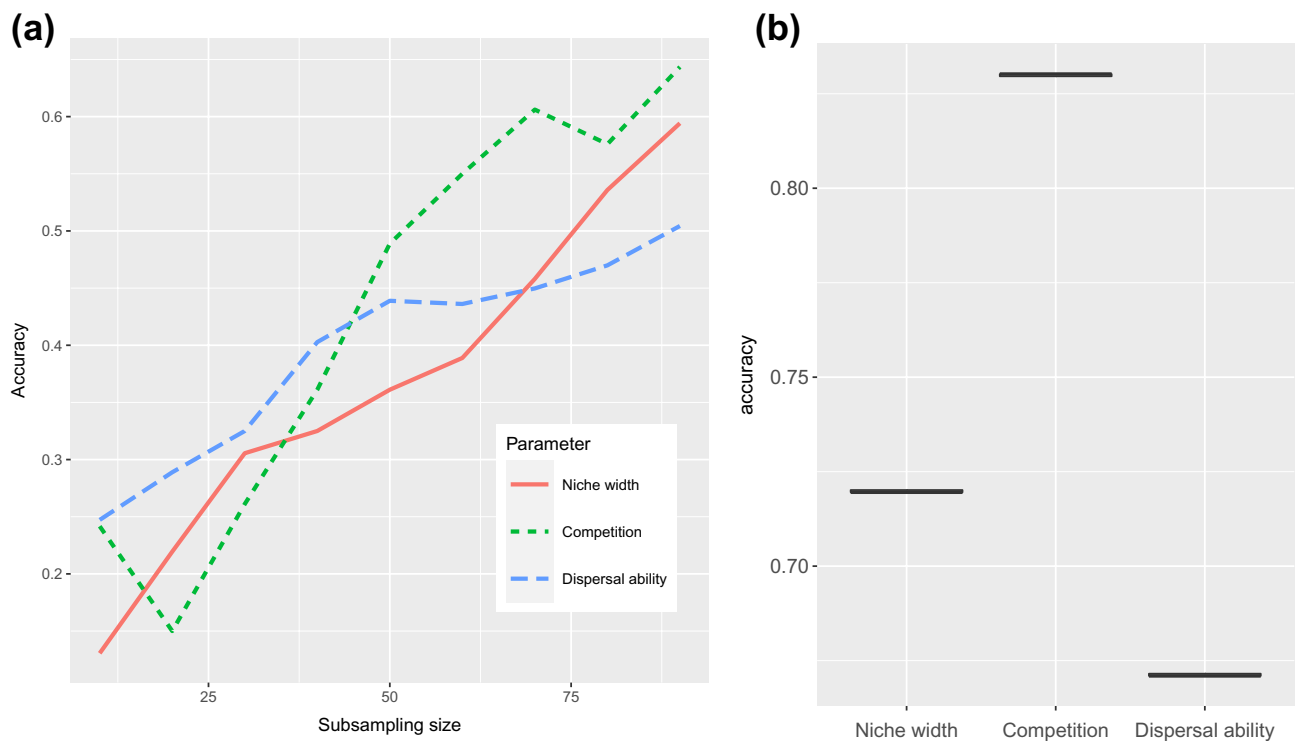 (a)
0.6
0.5
0.4
0.3
0.2
Accuracy
25
50
75
Subsampling size
Parameter
Niche width
Competition
Dispersal ability
(b)
0.80
0.75
0.70
accuracy
Niche width
Competition
Dispersal ability